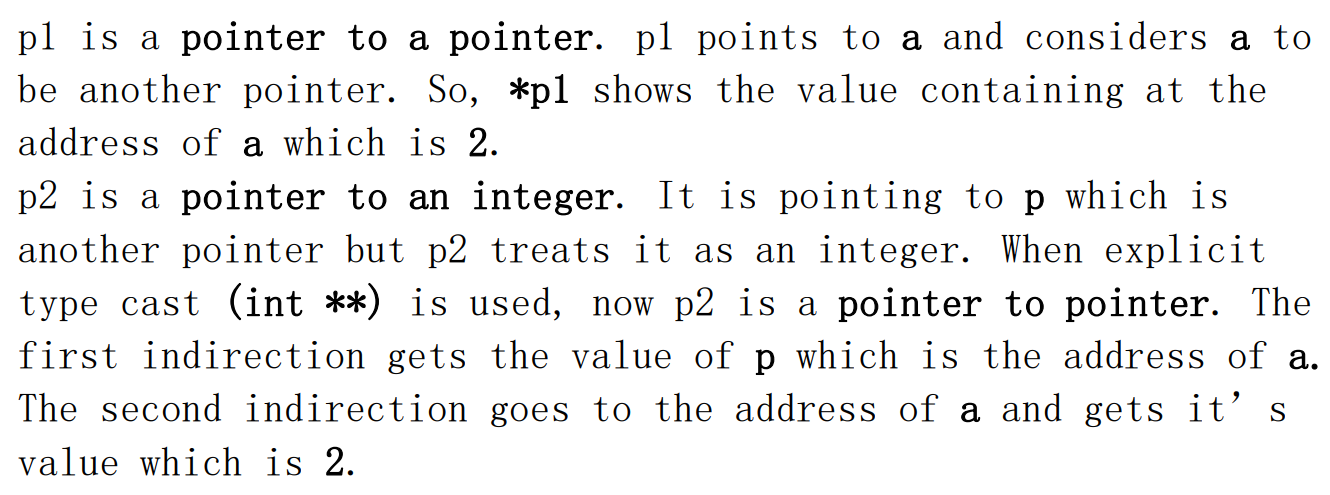 p1 is a pointer to a pointer. p1 points to a and considers a to
be another pointer. So, *p1 shows the value containing at the
address of a which is 2.
p2 is a pointer to an integer. It is pointing to p which is
another pointer but p2 treats it as an integer. When explicit
type cast (int **) is used, now p2 is a pointer to pointer. The
first indirection gets the value of p which is the address of a.
The second indirection goes to the address of a and gets it’s
value which is 2.